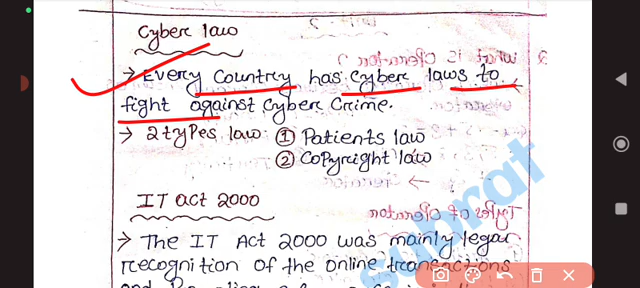 Cyber law
→ Every Country has Cyber laws to
fight against Cyber Crime.
→ 2 types law ① Patients law
② Copyright law
IT Act 2000
→ The IT Act 2000 was mainly legal
recognition of the online transactions
subrat